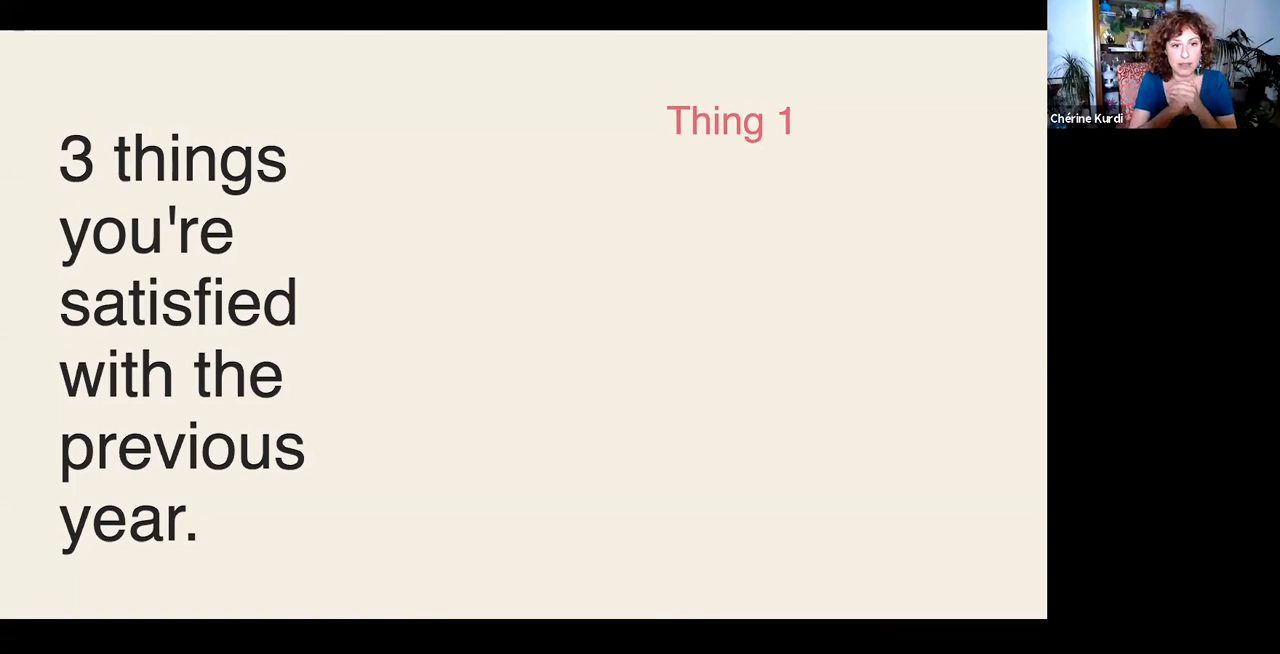 3 things
you're
satisfied
with the
previous
year.
Thing 1
Chérine Kurdi